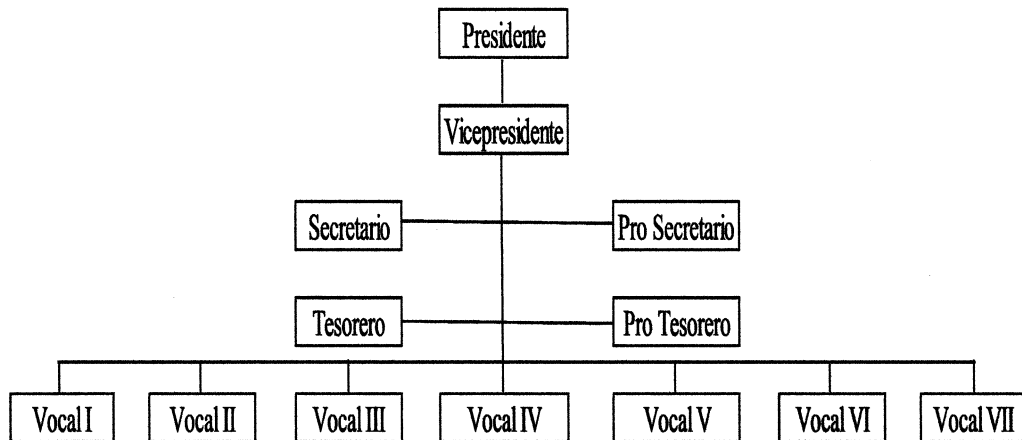 Presidente
Vicepresidente
Secretario
Pro Secretario
Tesorero
Pro Tesorero
Vocal I
Vocal II
Vocal III
Vocal IV
Vocal V
Vocal VI
Vocal VII